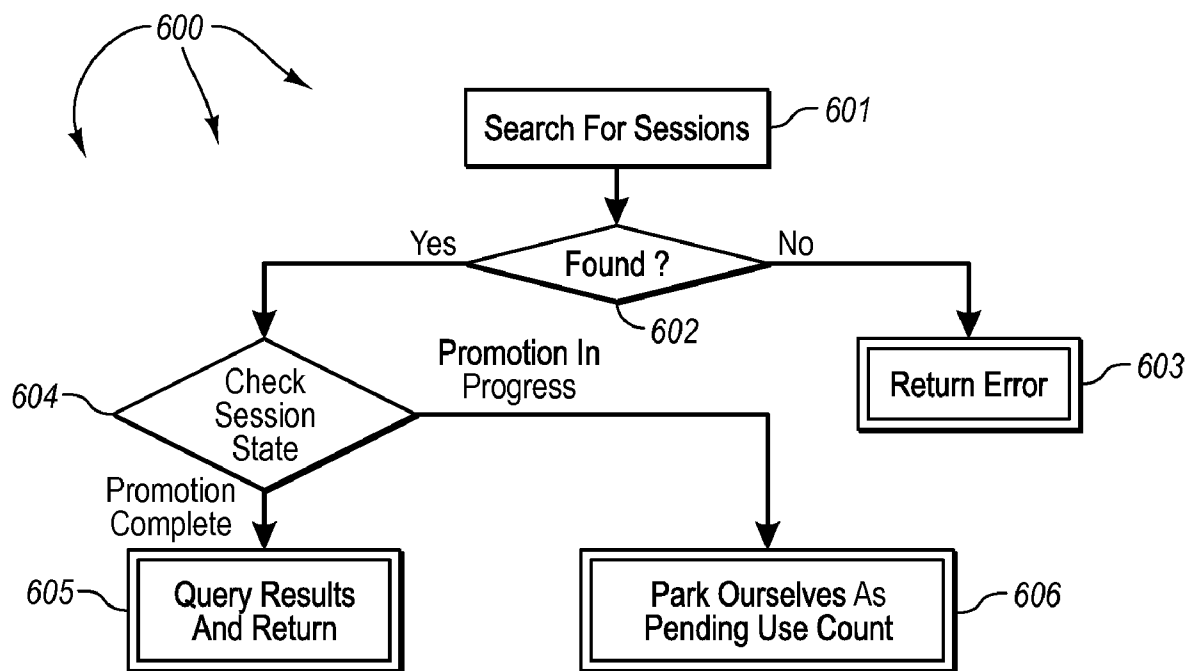 600
Search For Sessions
601
Yes
Found ?
No
602
Promotion In
Progress
603
Return Error
604
Check
Session
State
Promotion
Complete
605
Query Results
And Return
Park Ourselves As
Pending Use Count
606